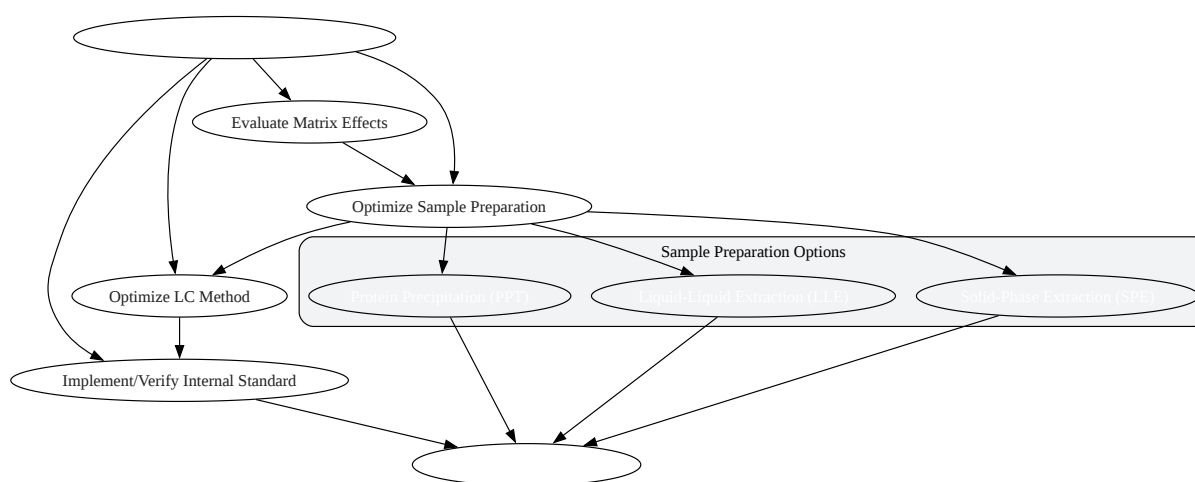 Evaluate Matrix Effects
Optimize Sample Preparation
Sample Preparation Options
Optimize LC Method
Protein Precipitation (PPT)
Liquid-Liquid Extraction (LLE)
Solid-Phase Extraction (SPE)
Implement/Verify Internal Standard